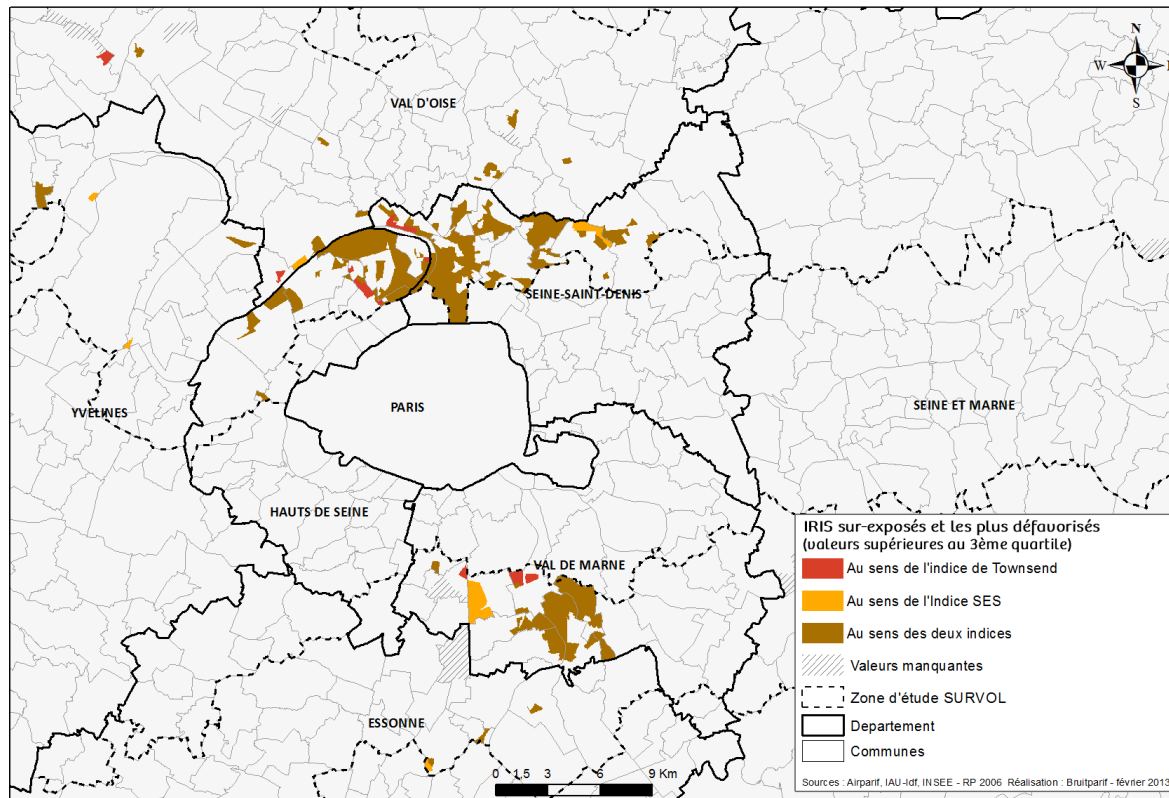 N
W
S
VAL D'OISE
SEINE-SAINT-DENIS
YVELINES
PARIS
SEINE ET MARNE
HAUTS DE SEINE
VAL DE MARNE
ESSONNE
IRIS sur-exposés et les plus défavorisés
(valeurs supérieures au 3ème quartile)
Au sens de l'indice de Townsend
Au sens de l'Indice SES
Au sens des deux indices
Valeurs manquantes
Zone d'étude SURVOL
Departement
Communes
0 1,5 3 6 9 Km
Sources : Airparif, IAU-Idf, INSEE - RP 2006 Réalisation : Bruitparif - février 2013